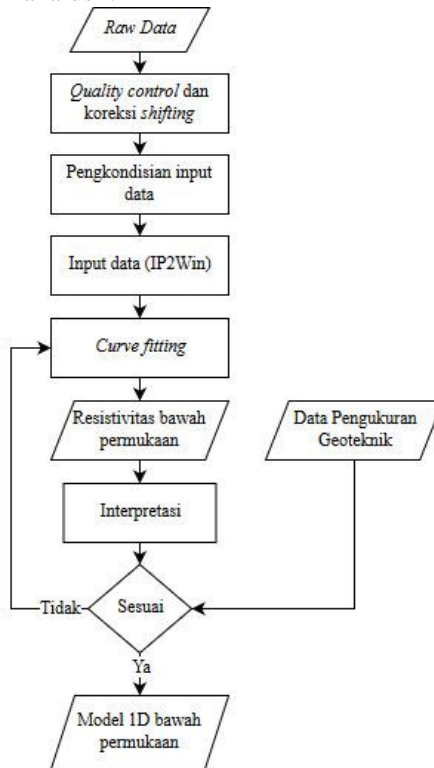 Raw Data
Quality control dan
koreksi shifting
Pengkondisian input
data
Input data (IP2Win)
Curve fitting
Resistivitas bawah
permukaan
Data Pengukuran
Geoteknik
Interpretasi
Tidak
Sesuai
Ya
Model 1D bawah
permukaan